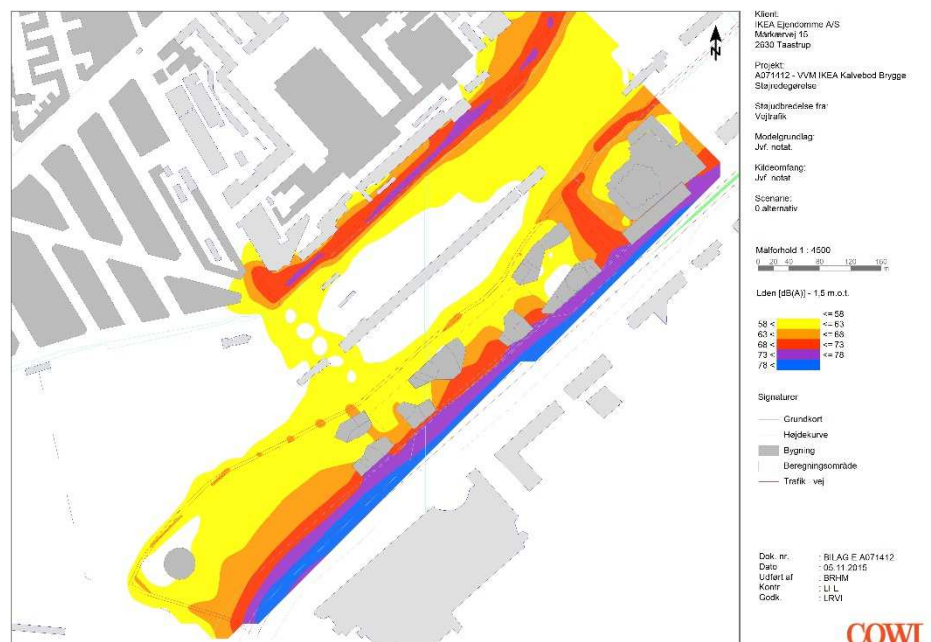 N
Klient:
IKEA Ejendomme A/S
Mårkærvej 15
2630 Taastrup
Projekt:
A071412 - VVM IKEA Kalvebod Brygge
Støjredegørelse
Støjudbredelse fra:
Vejtrafik
Modelgrundlag:
Jvf. notat.
Kildeomfang:
Jvf. notat
Scenarie:
0 alternativ
Målforhold 1 : 4500
0 20 40 80 120 160
m
Lden [dB(A)] - 1,5 m.o.t.
<= 58
58 < <= 63
63 < <= 68
68 < <= 73
73 < <= 78
78 <
Signaturer
Grundkort
Højdekurve
Bygning
Beregningsområde
Trafik vej
Dok. nr. : BILAG E A071412
Dato : 05.11.2015
Udført af : BRHM
Kontr :
Godk. : LRVI
COWI